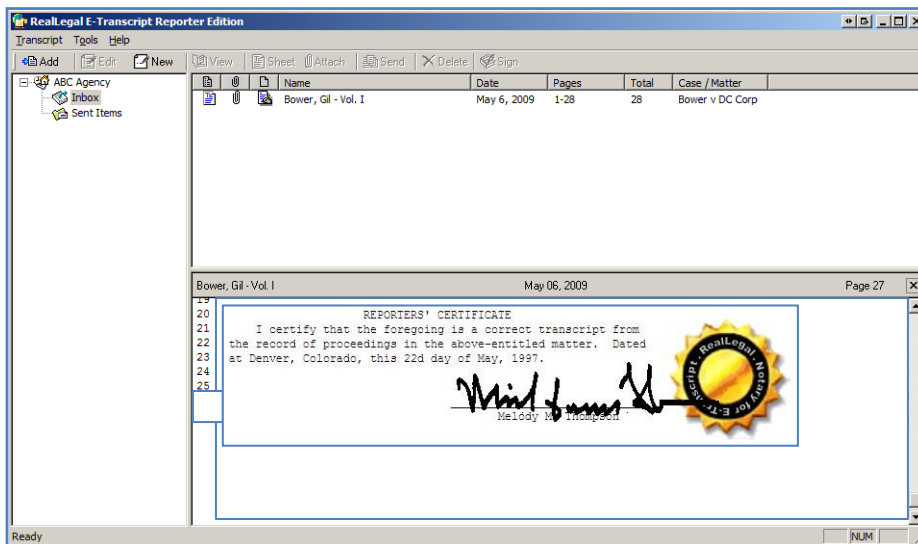 RealLegal E-Transcript Reporter Edition
Transcript Tools Help
Add Edit New View Sheet Attach Send Delete Sign
ABC Agency
Inbox
Sent Items
Name Date Pages Total Case / Matter
Bower, Gil - Vol. I May 6, 2009 1-28 28 Bower v DC Corp
Bower, Gil - Vol. I May 06, 2009 Page 27
19
20 REPORTERS' CERTIFICATE
21 I certify that the foregoing is a correct transcript from
22 the record of proceedings in the above-entitled matter. Dated
23 at Denver, Colorado, this 22d day of May, 1997.
24
25
Melody M. Thompson
RealLegal . Notary for E-Transcript .
Ready NUM